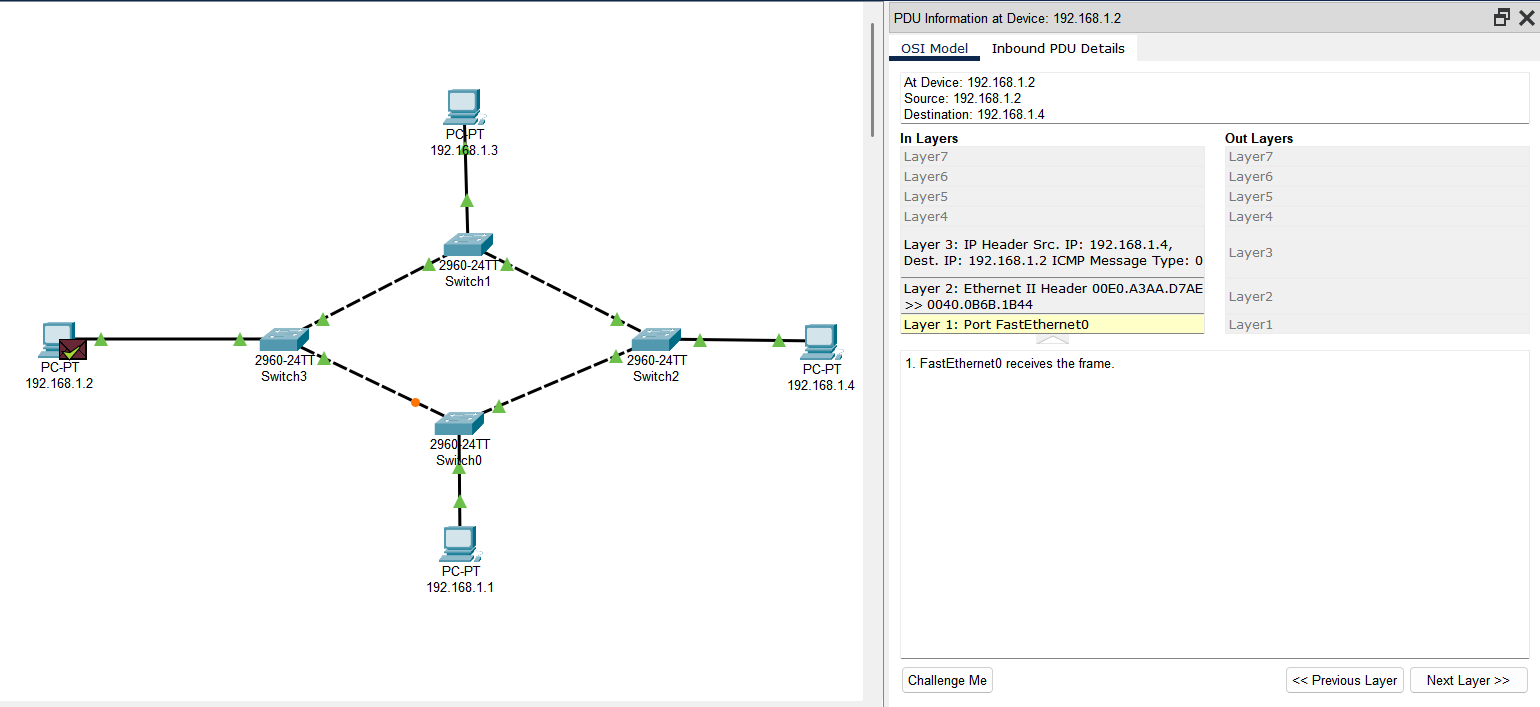 PC-PT
192.168.1.3
2960-24TT
Switch1
PC-PT
192.168.1.2
2960-24TT
Switch3
2960-24TT
Switch2
PC-PT
192.168.1.4
2960-24TT
Switch0
PC-PT
192.168.1.1
PDU Information at Device: 192.168.1.2
OSI Model Inbound PDU Details
At Device: 192.168.1.2
Source: 192.168.1.2
Destination: 192.168.1.4
In Layers
Layer7
Layer6
Layer5
Layer4
Layer 3: IP Header Src. IP: 192.168.1.4,
Dest. IP: 192.168.1.2 ICMP Message Type: 0
Layer 2: Ethernet II Header 00E0.A3AA.D7AE
>> 0040.0B6B.1B44
Layer 1: Port FastEthernet0
Out Layers
Layer7
Layer6
Layer5
Layer4
Layer3
Layer2
Layer1
1. FastEthernet0 receives the frame.
Challenge Me
<< Previous Layer
Next Layer >>